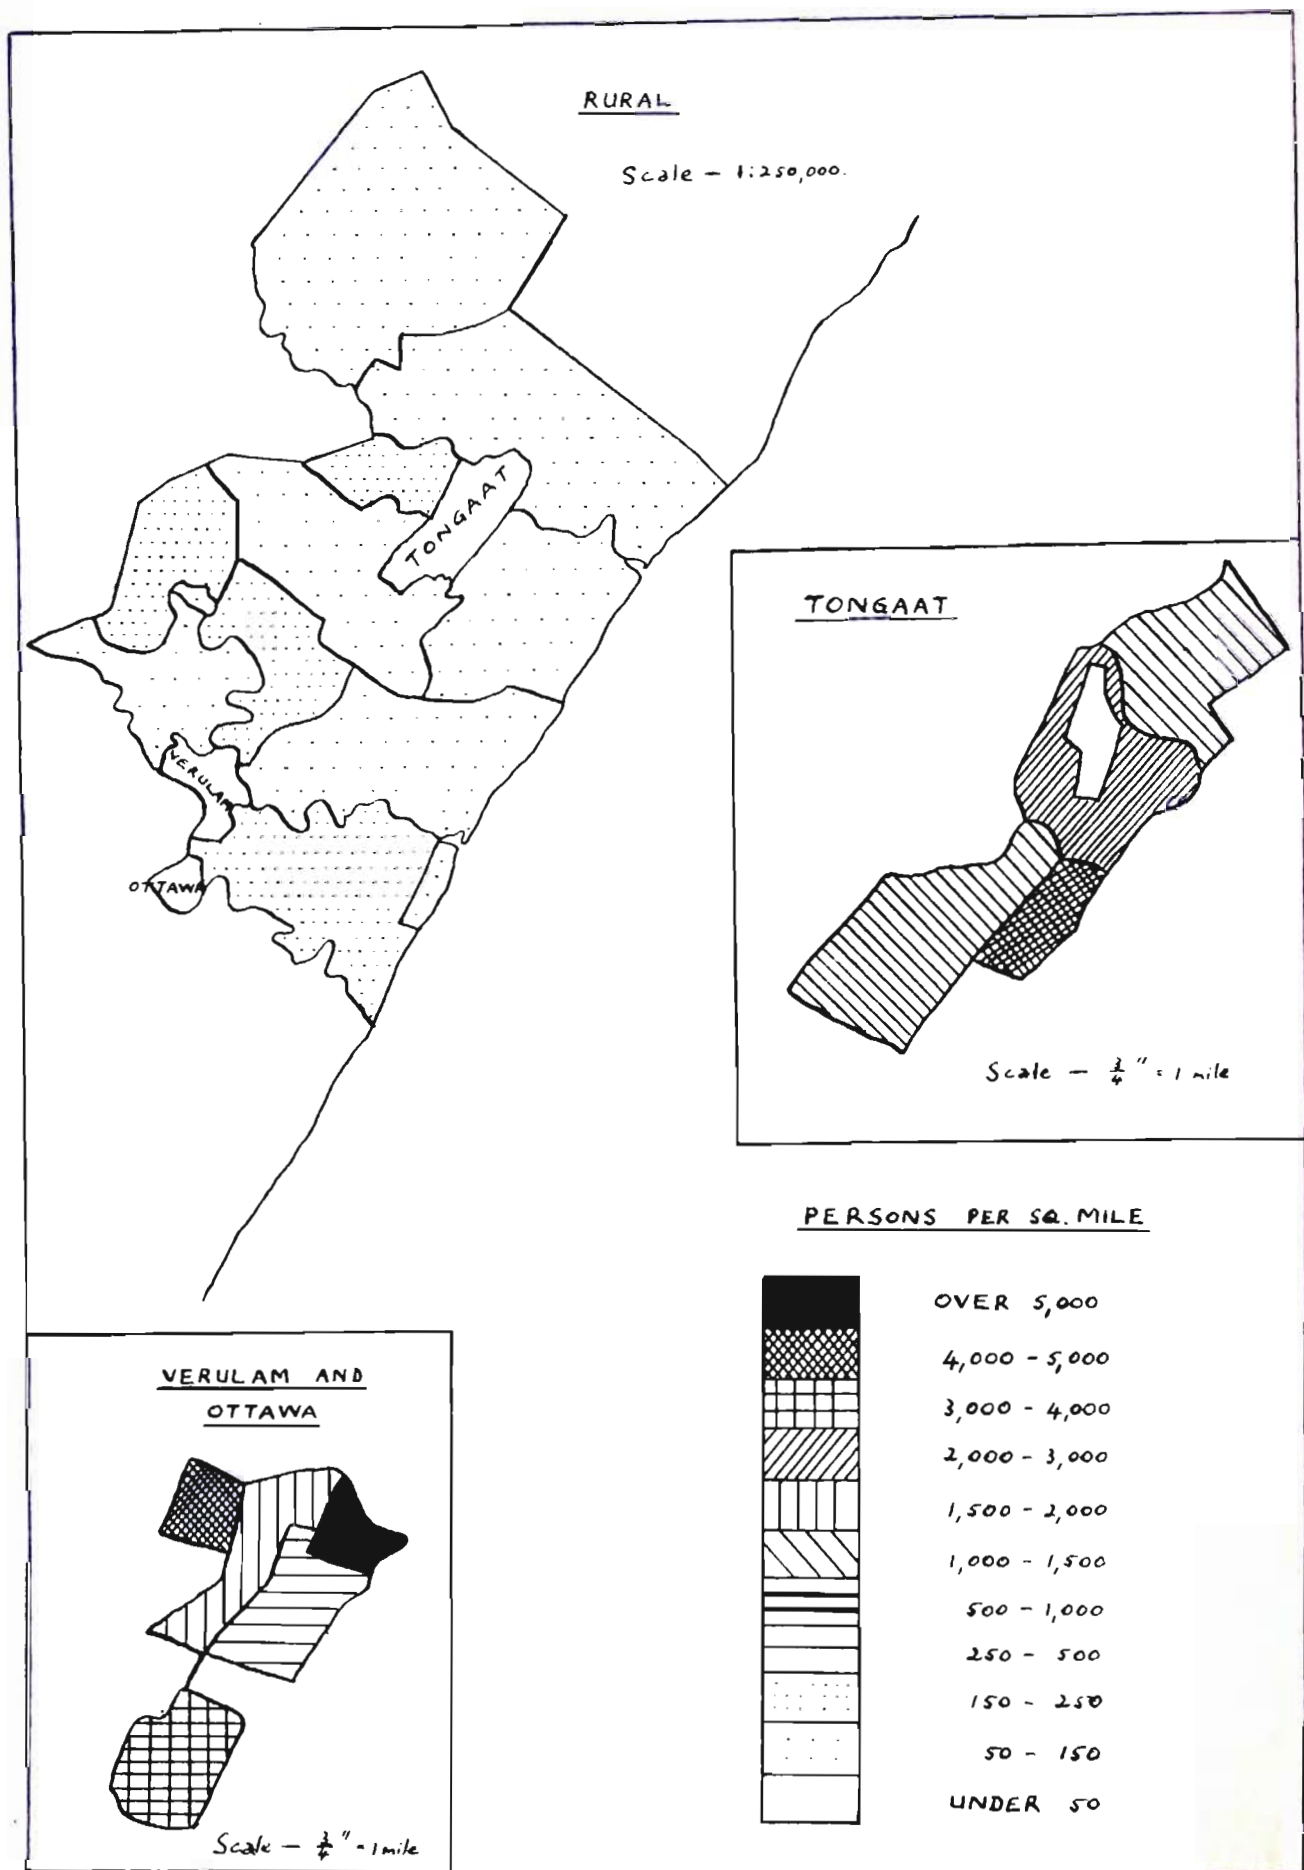 RURAL
Scale - 1:250,000.
TONGAAT
VERULAM
OTTAWA
TONGAAT
Scale - 3/4" = 1 mile
PERSONS PER SQ. MILE
OVER 5,000
4,000 - 5,000
3,000 - 4,000
2,000 - 3,000
1,500 - 2,000
1,000 - 1,500
500 - 1,000
250 - 500
150 - 250
50 - 150
UNDER 50
VERULAM AND
OTTAWA
Scale - 3/4" = 1 mile